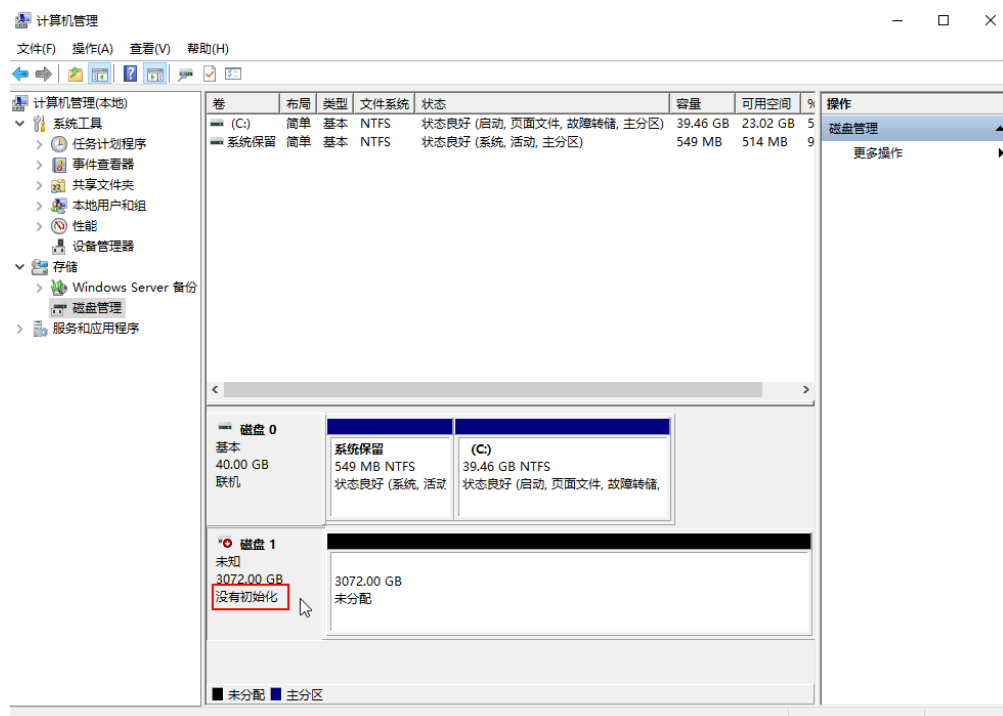 计算机管理
文件(F) 操作(A) 查看(V) 帮助(H)
计算机管理(本地)
系统工具
任务计划程序
事件查看器
共享文件夹
本地用户和组
性能
设备管理器
存储
Windows Server 备份
磁盘管理
服务和应用程序
卷 布局 类型 文件系统 状态 容量 可用空间 %
(C:) 简单 基本 NTFS 状态良好 (启动, 页面文件, 故障转储, 主分区) 39.46 GB 23.02 GB 5
系统保留 简单 基本 NTFS 状态良好 (系统, 活动, 主分区) 549 MB 514 MB 9
操作
磁盘管理
更多操作
磁盘 0
基本
40.00 GB
联机
系统保留
549 MB NTFS
状态良好 (系统, 活动
(C:)
39.46 GB NTFS
状态良好 (启动, 页面文件, 故障转储,
磁盘 1
未知
3072.00 GB
没有初始化
3072.00 GB
未分配
未分配 主分区